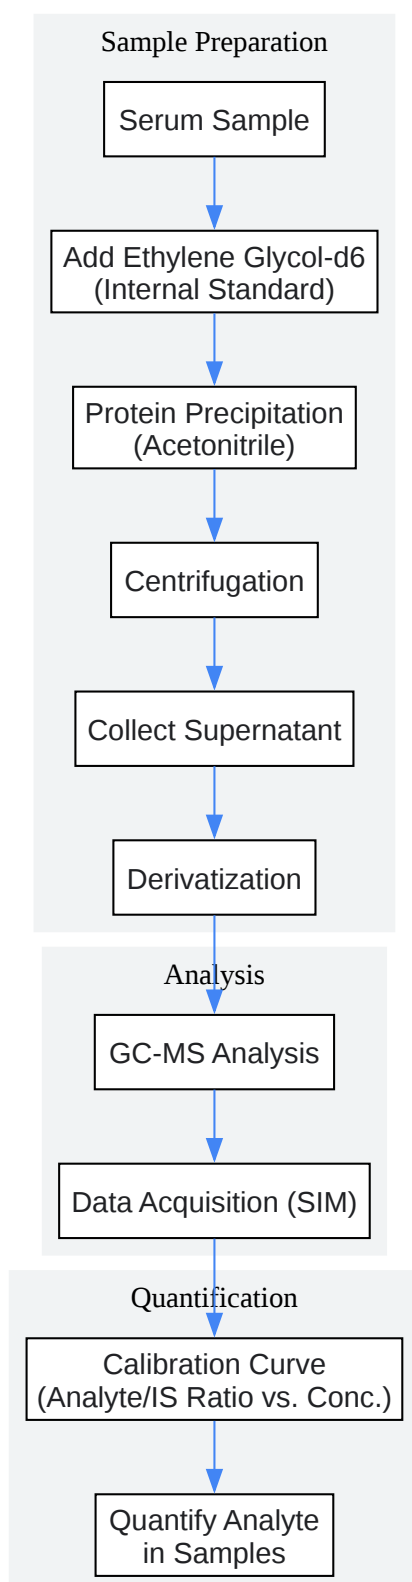 Sample Preparation
Serum Sample
Add Ethylene Glycol-d6
(Internal Standard)
Protein Precipitation
(Acetonitrile)
Centrifugation
Collect Supernatant
Derivatization
Analysis
GC-MS Analysis
Data Acquisition (SIM)
Quantification
Calibration Curve
(Analyte/IS Ratio vs. Conc.)
Quantify Analyte
in Samples